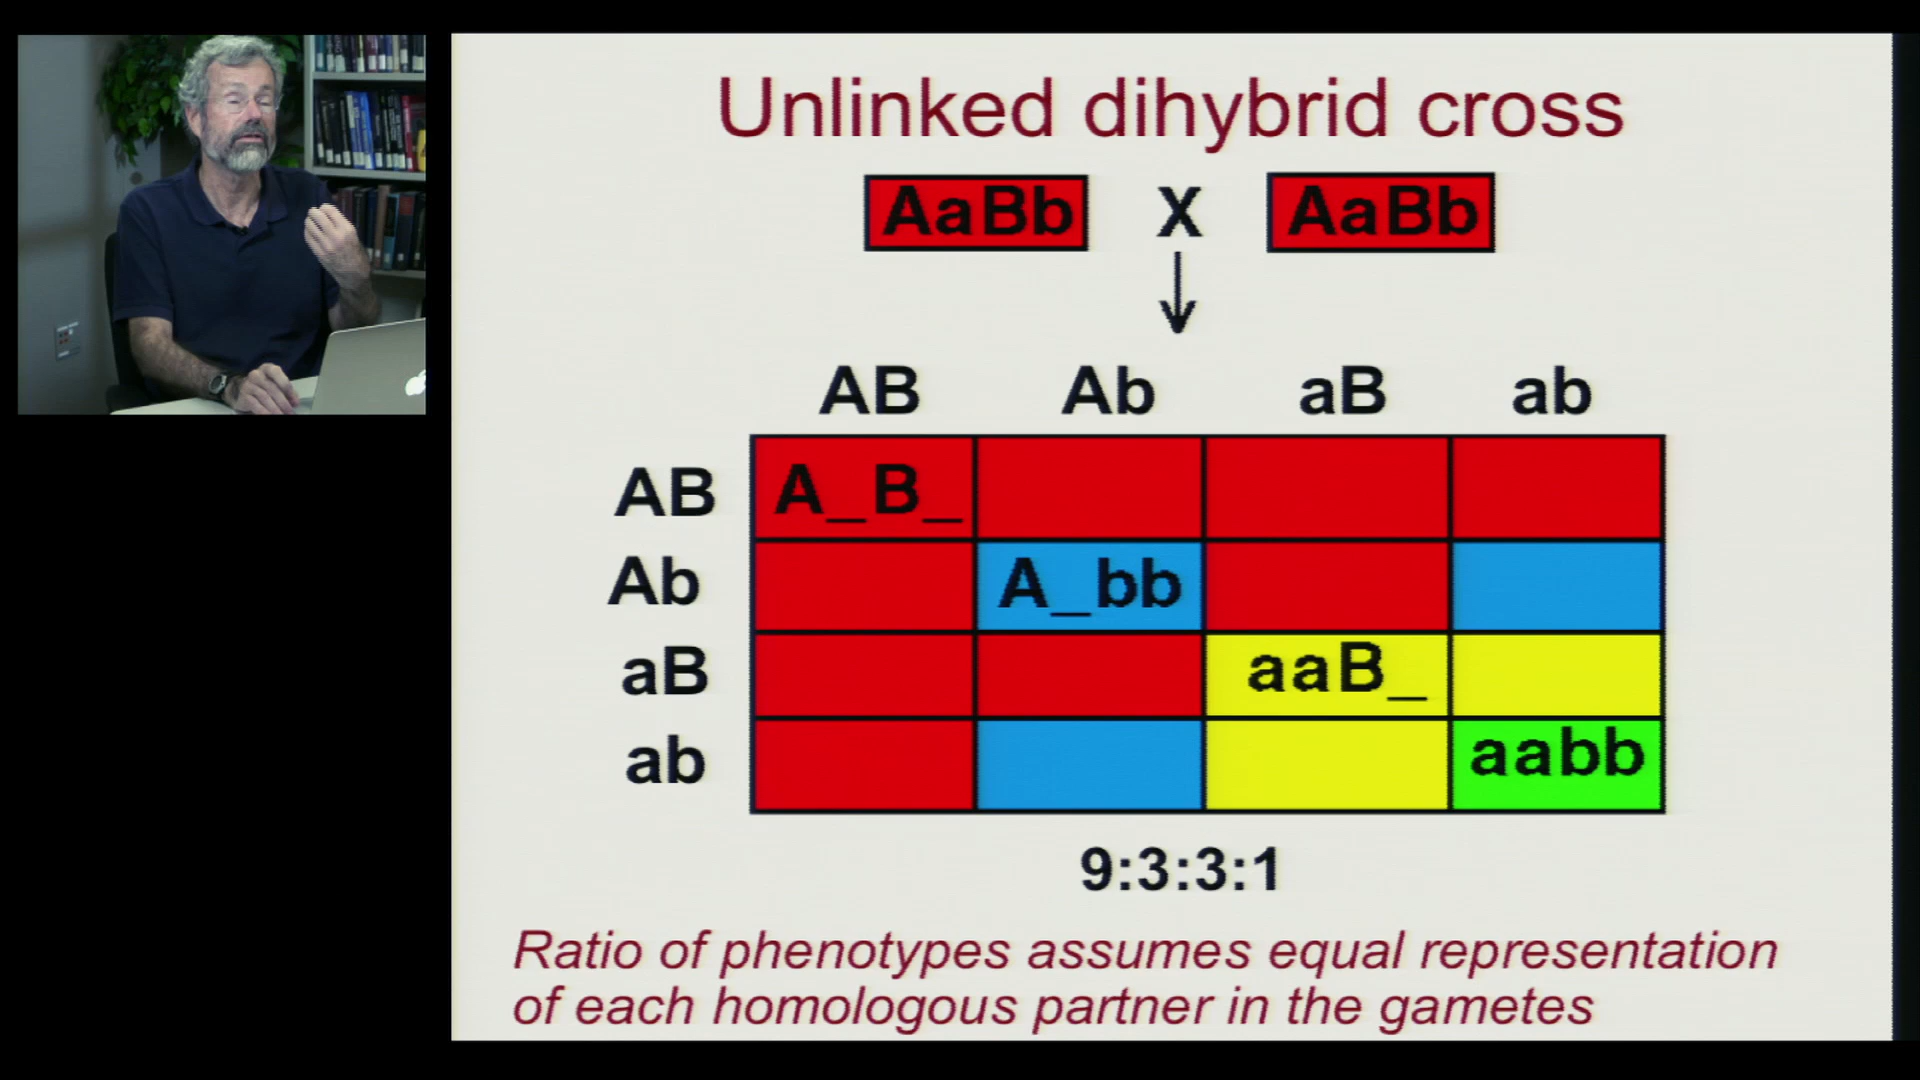 Unlinked dihybrid cross
AaBb X AaBb
AB Ab aB ab
AB A_B_
Ab A_bb
aB aaB_
ab aabb
9:3:3:1
Ratio of phenotypes assumes equal representation
of each homologous partner in the gametes